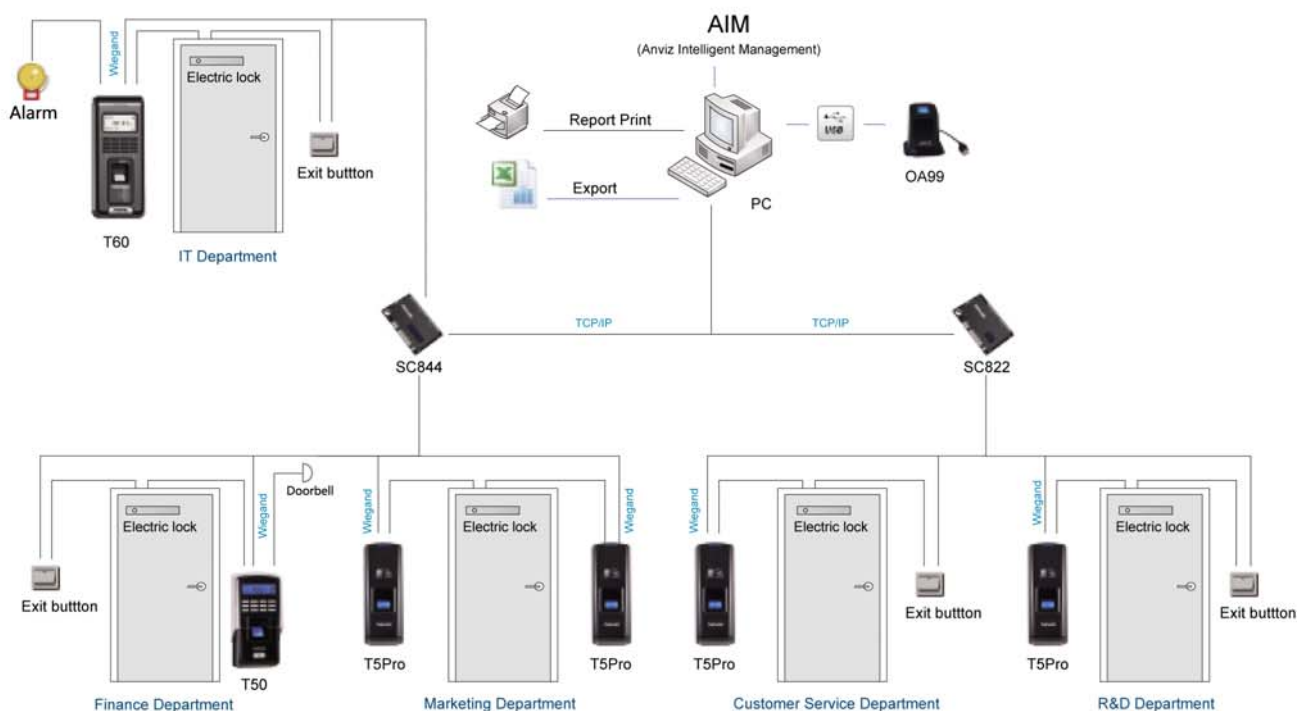 AIM
(Anviz Intelligent Management)
Wiegand
Electric lock
Alarm
Exit buttton
T60
IT Department
Report Print
Export
PC
USB
OA99
SC844
TCP/IP
TCP/IP
SC822
Wiegand
Doorbell
Electric lock
Exit buttton
T50
Finance Department
Wiegand
Electric lock
Wiegand
T5Pro
T5Pro
Marketing Department
Wiegand
Electric lock
Exit buttton
T5Pro
Customer Service Department
Wiegand
Electric lock
Exit buttton
T5Pro
R&D Department